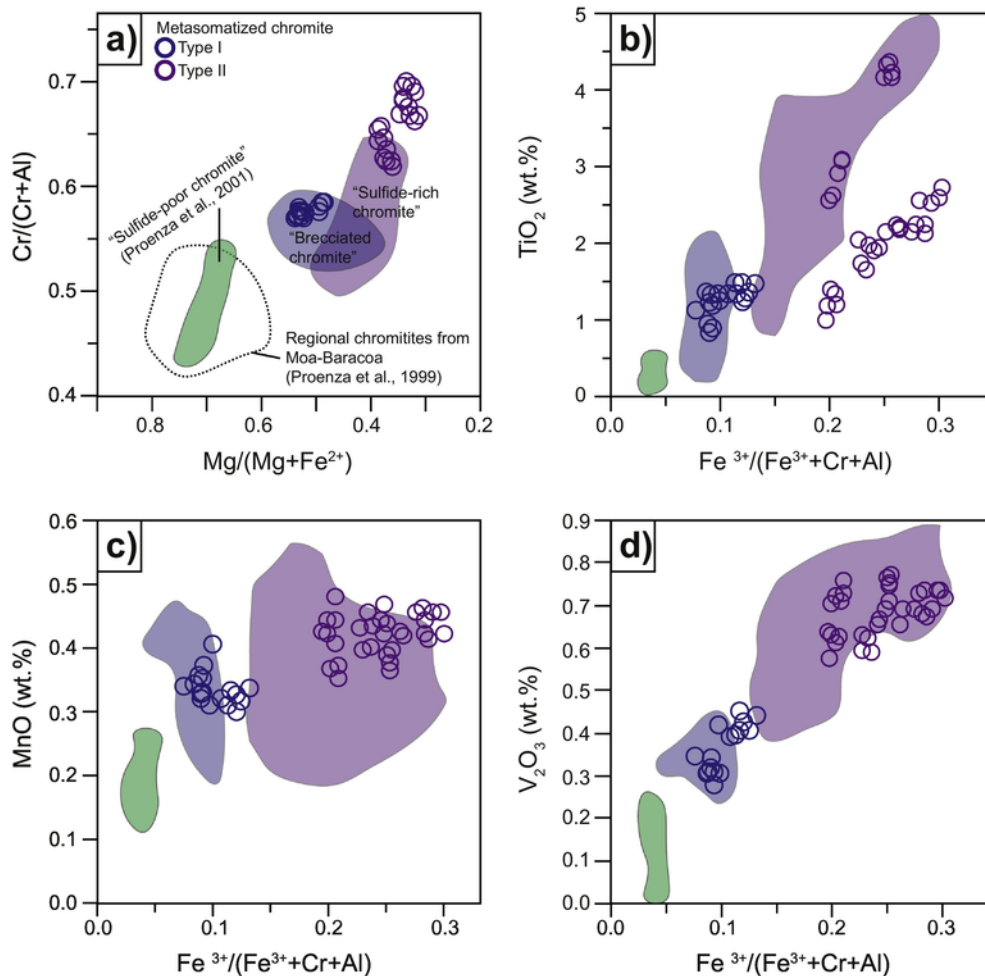 a)
Metasomatized chromite
Type I
Type II
Cr/(Cr+Al)
0.7
0.6
0.5
0.4
"Sulfide-poor chromite"
(Proenza et al., 2001)
"Sulfide-rich
chromite"
"Brecciated
chromite"
Regional chromitites from
Moa-Baracoa
(Proenza et al., 1999)
0.8
0.6
0.4
0.2
Mg/(Mg+Fe²⁺)
b)
TiO₂ (wt.%)
5
4
3
2
1
0
0.0
0.1
0.2
0.3
Fe ³⁺/(Fe³⁺+Cr+Al)
c)
MnO (wt.%)
0.6
0.5
0.4
0.3
0.2
0.1
0.0
0.0
0.1
0.2
0.3
Fe ³⁺/(Fe³⁺+Cr+Al)
d)
V₂O₃ (wt.%)
0.9
0.8
0.7
0.6
0.5
0.4
0.3
0.2
0.1
0.0
0.0
0.1
0.2
0.3
Fe ³⁺/(Fe³⁺+Cr+Al)